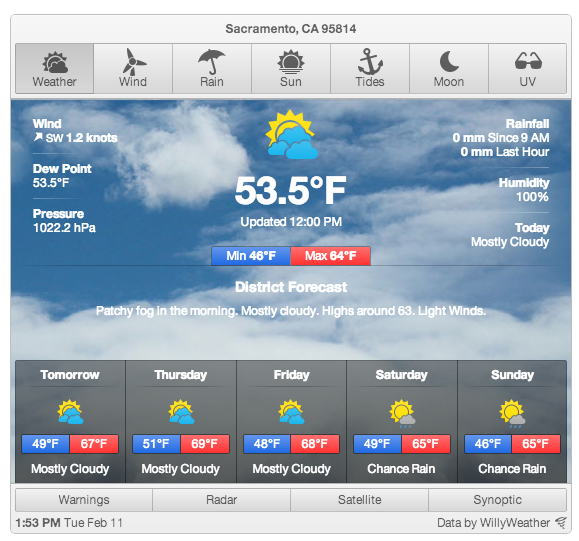 Sacramento, CA 95814
Weather
Wind
Rain
Sun
Tides
Moon
UV
Wind
SW 1.2 knots
Dew Point
53.5°F
Pressure
1022.2 hPa
53.5°F
Updated 12:00 PM
Min 46°F Max 64°F
Rainfall
0 mm Since 9 AM
0 mm Last Hour
Humidity
100%
Today
Mostly Cloudy
District Forecast
Patchy fog in the morning. Mostly cloudy. Highs around 63. Light Winds.
Tomorrow
49°F 67°F
Mostly Cloudy
Thursday
51°F 69°F
Mostly Cloudy
Friday
48°F 68°F
Mostly Cloudy
Saturday
49°F 65°F
Chance Rain
Sunday
46°F 65°F
Chance Rain
Warnings
Radar
Satellite
Synoptic
1:53 PM Tue Feb 11
Data by WillyWeather